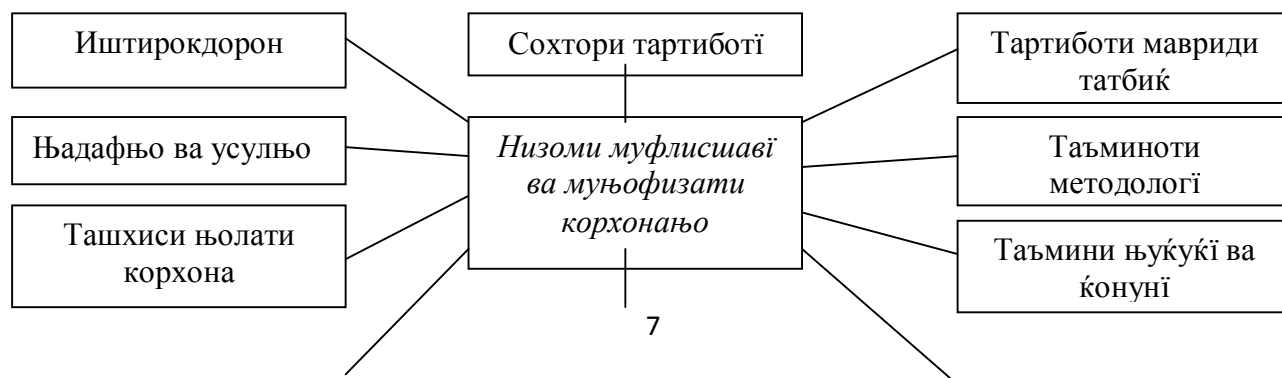 Иштирокдорон
Сохтори тартиботї
Тартиботи мавриди
татбиќ
Њадафњо ва усулњо
Низоми муфлисшавї
ва муњофизати
корхонањо
Таъминоти
методологї
Ташхиси њолати
корхона
Таъмини њуќуќї ва
ќонунї
7